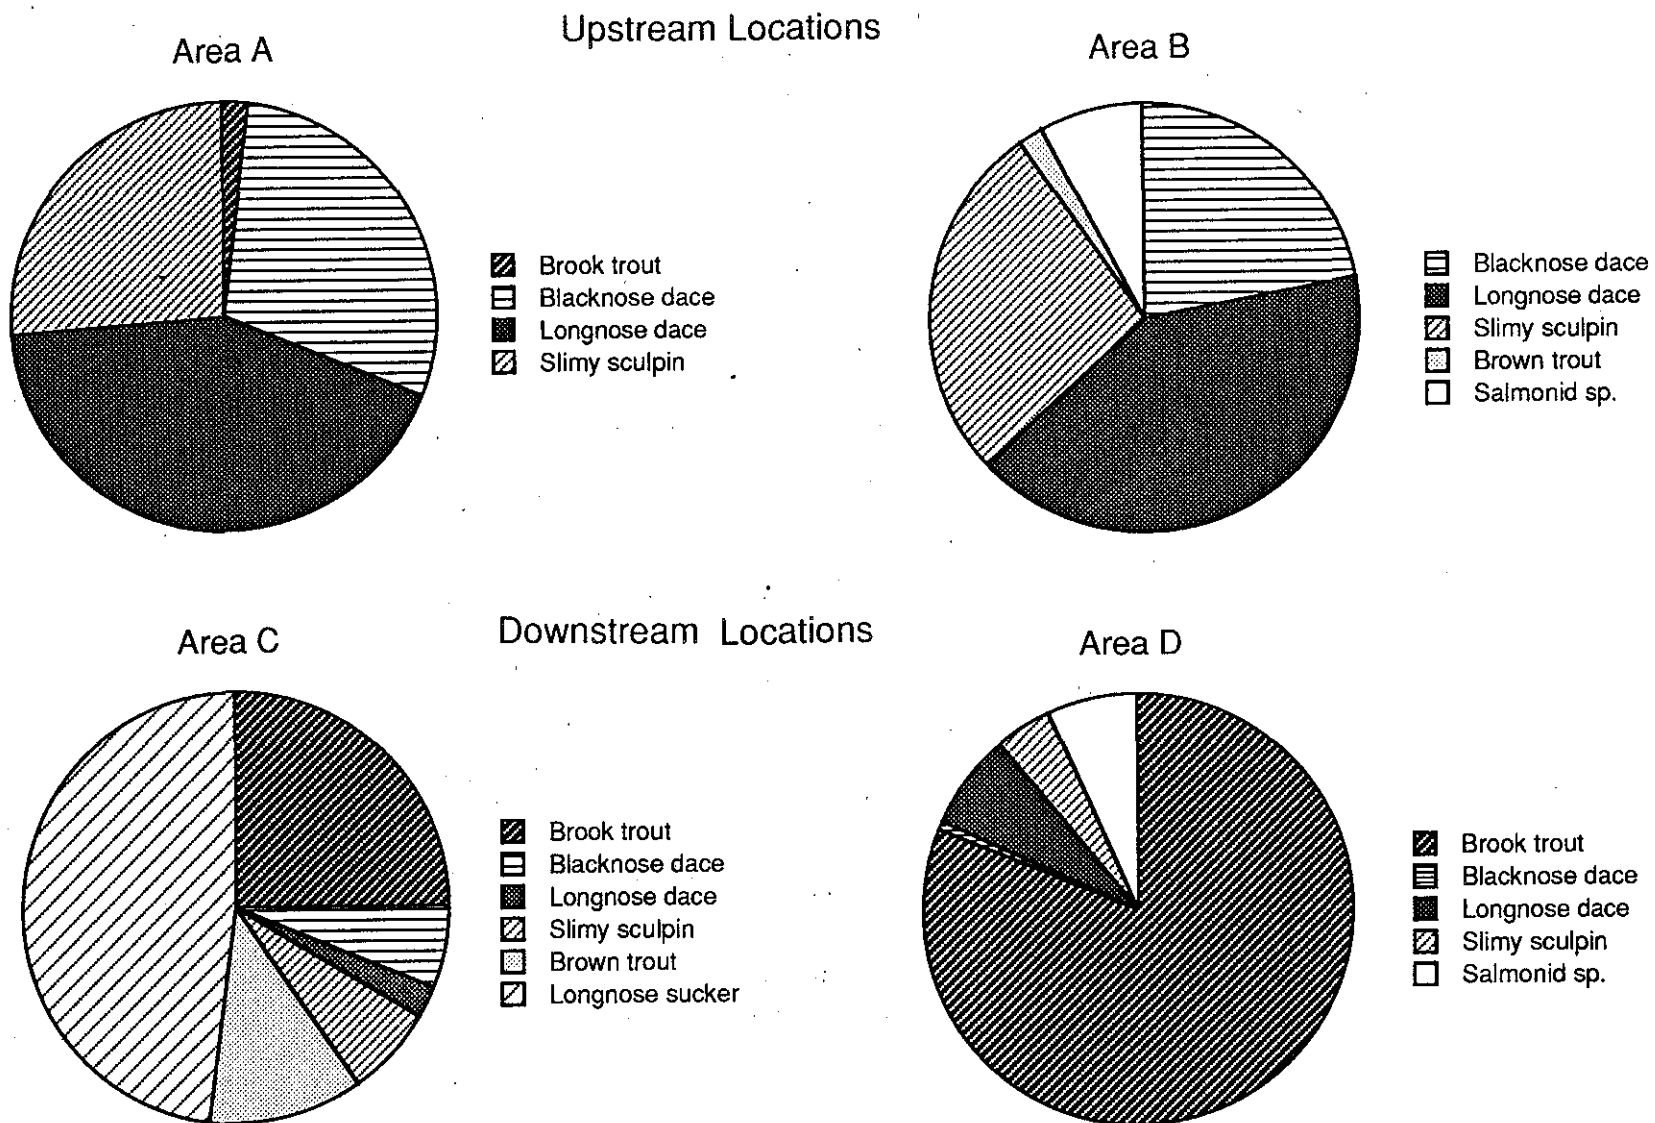 Upstream Locations
Area A
Brook trout
Blacknose dace
Longnose dace
Slimy sculpin
Area B
Blacknose dace
Longnose dace
Slimy sculpin
Brown trout
Salmonid sp.
Downstream Locations
Area C
Brook trout
Blacknose dace
Longnose dace
Slimy sculpin
Brown trout
Longnose sucker
Area D
Brook trout
Blacknose dace
Longnose dace
Slimy sculpin
Salmonid sp.